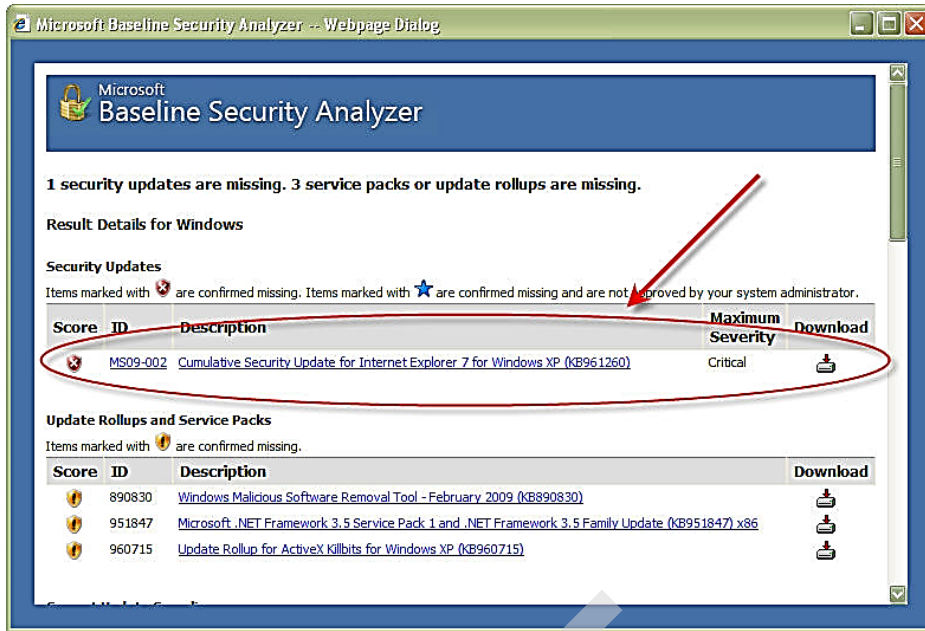 Microsoft Baseline Security Analyzer -- Webpage Dialog
Microsoft
Baseline Security Analyzer
1 security updates are missing. 3 service packs or update rollups are missing.
Result Details for Windows
Security Updates
Items marked with are confirmed missing. Items marked with are confirmed missing and are not approved by your system administrator.
Score ID Description Maximum Severity Download
MS09-002 Cumulative Security Update for Internet Explorer 7 for Windows XP (KB961260) Critical
Update Rollups and Service Packs
Items marked with are confirmed missing.
Score ID Description Download
890830 Windows Malicious Software Removal Tool - February 2009 (KB890830)
951847 Microsoft .NET Framework 3.5 Service Pack 1 and .NET Framework 3.5 Family Update (KB951847) x86
960715 Update Rollup for ActiveX Killbits for Windows XP (KB960715)